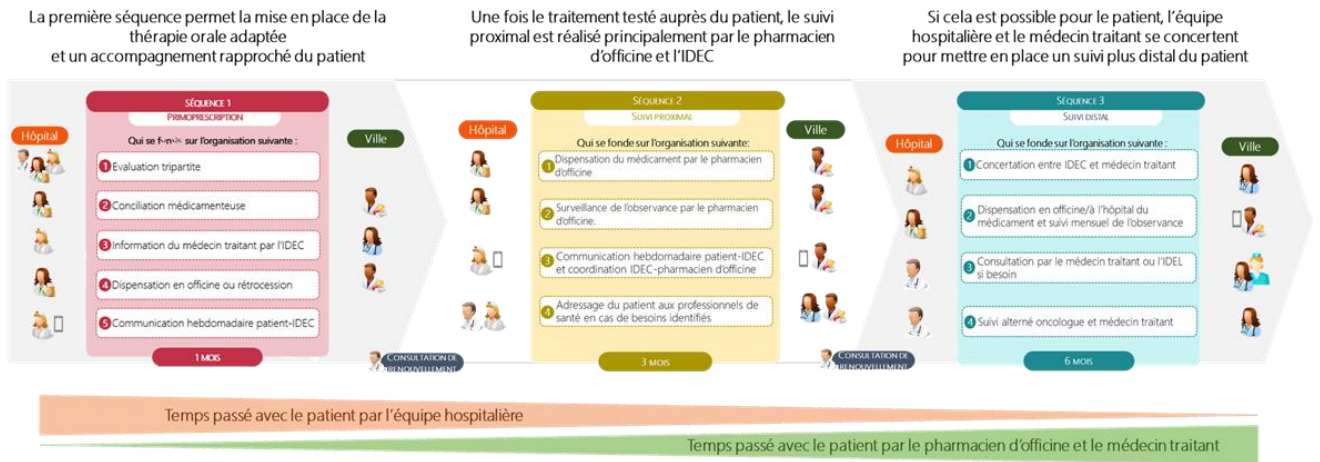 La première séquence permet la mise en place de la
thérapie orale adaptée
et un accompagnement rapproché du patient
Une fois le traitement testé auprès du patient, le suivi
proximal est réalisé principalement par le pharmacien
d'officine et l'IDEC
Si cela est possible pour le patient, l'équipe
hospitalière et le médecin traitant se concertent
pour mettre en place un suivi plus distal du patient
SÉQUENCE 1
PRIMOPRESCRIPTION
Hôpital
Ville
Qui se fonde sur l'organisation suivante :
1 Evaluation tripartite
2 Conciliation médicamenteuse
3 Information du médecin traitant par l'IDEC
4 Dispensation en officine ou rétrocession
5 Communication hebdomadaire patient-IDEC
1 MOIS
CONSULTATION DE
RENOUVELLEMENT
SÉQUENCE 2
SUIVI PROXIMAL
Hôpital
Ville
Qui se fonde sur l'organisation suivante:
1 Dispensation du médicament par le pharmacien
d'officine
2 Surveillance de l'observance par le pharmacien
d'officine.
3 Communication hebdomadaire patient-IDEC
et coordination IDEC-pharmacien d'officine
4 Adressage du patient aux professionnels de
santé en cas de besoins identifiés
3 MOIS
CONSULTATION DE
RENOUVELLEMENT
SÉQUENCE 3
SUIVI DISTAL
Hôpital
Ville
Qui se fonde sur l'organisation suivante :
1 Concertation entre IDEC et médecin traitant
2 Dispensation en officine/à l'hôpital du
médicament et suivi mensuel de l'observance
3 Consultation par le médecin traitant ou l'IDEL
si besoin
4 Suivi alterné oncologue et médecin traitant
6 MOIS
Temps passé avec le patient par l'équipe hospitalière
Temps passé avec le patient par le pharmacien d'officine et le médecin traitant